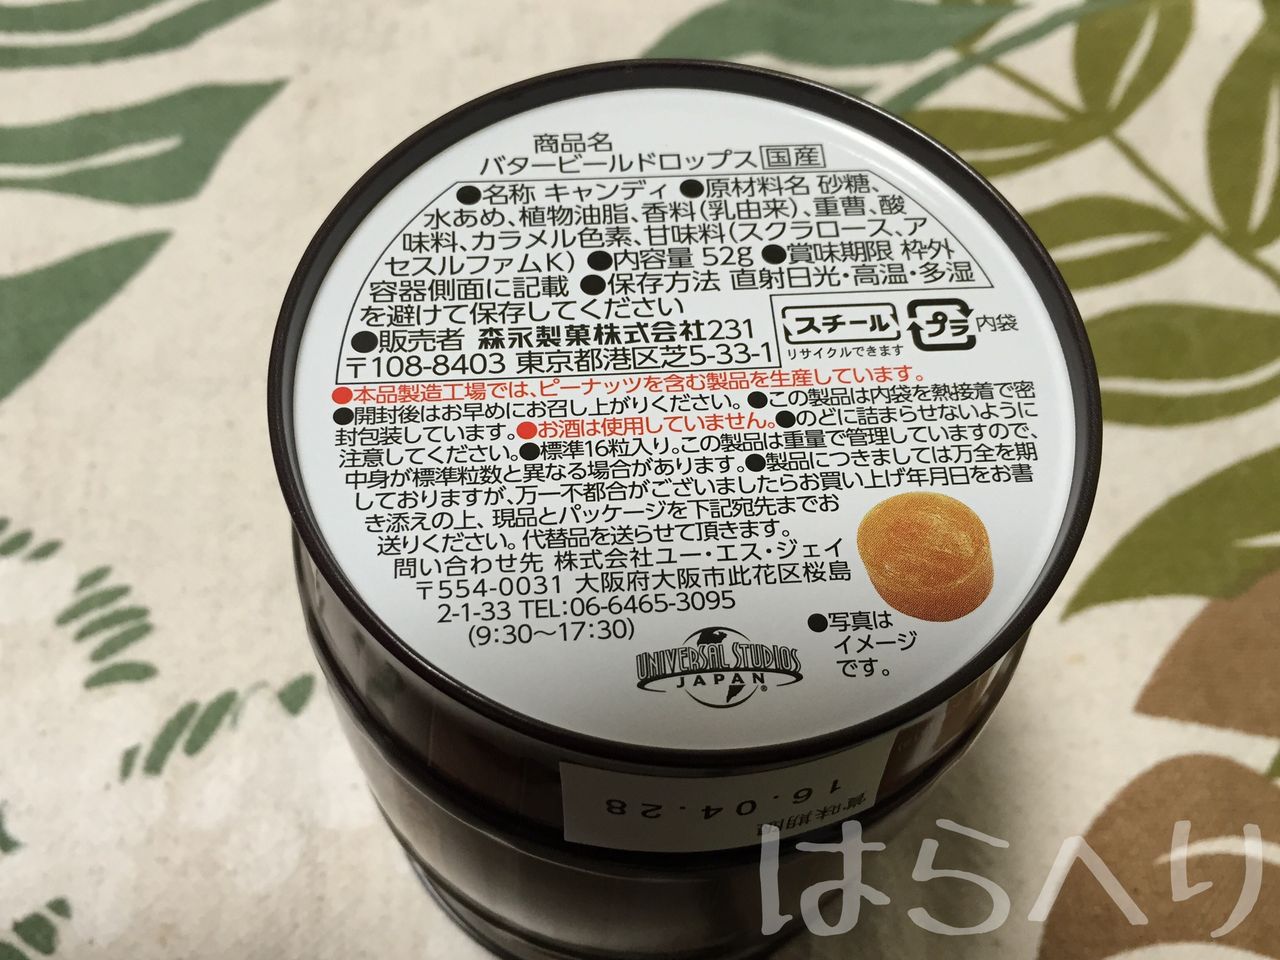 商品名
バタービールドロップス 国産
●名称 キャンディ ●原材料名 砂糖、
水あめ、植物油脂、香料(乳由来)、重曹、酸
味料、カラメル色素、甘味料(スクラロース、ア
セスルファムK) ●内容量 52g ●賞味期限 枠外
容器側面に記載 ●保存方法 直射日光・高温・多湿
を避けて保存してください
●販売者 森永製菓株式会社231
〒108-8403 東京都港区芝5-33-1
スチール
リサイクルできます
プラ
内袋
●本品製造工場では、ピーナッツを含む製品を生産しています。
●開封後はお早めにお召し上がりください。●この製品は内袋を熱接着で密
封包装しています。●お酒は使用していません。●のどに詰まらせないように
注意してください。●標準16粒入り。この製品は重量で管理していますので、
中身が標準粒数と異なる場合があります。●製品につきましては万全を期
しておりますが、万一不都合がございましたらお買い上げ年月日をお書
き添えの上、現品とパッケージを下記宛先までお
送りください。代替品を送らせて頂きます。
問い合わせ先 株式会社ユー・エス・ジェイ
〒554-0031 大阪府大阪市此花区桜島
2-1-33 TEL:06-6465-3095
(9:30～17:30)
●写真は
イメージ
です。
UNIVERSAL STUDIOS
JAPAN®
賞味期限
16.04.28
はらへり